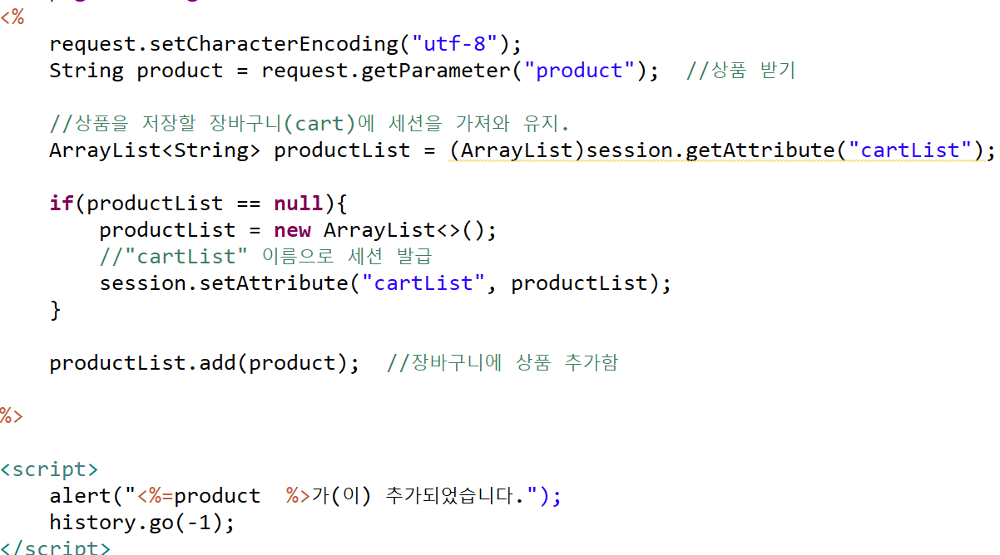 <%
request.setCharacterEncoding("utf-8");
String product = request.getParameter("product");  //상품 받기
//상품을 저장할 장바구니(cart)에 세션을 가져와 유지.
ArrayList<String> productList = (ArrayList)session.getAttribute("cartList");
if(productList == null){
productList = new ArrayList<>();
//"cartList" 이름으로 세션 발급
session.setAttribute("cartList", productList);
}
productList.add(product);  //장바구니에 상품 추가함
%>
<script>
alert("<%=product  %>가(이) 추가되었습니다.");
history.go(-1);
</script>